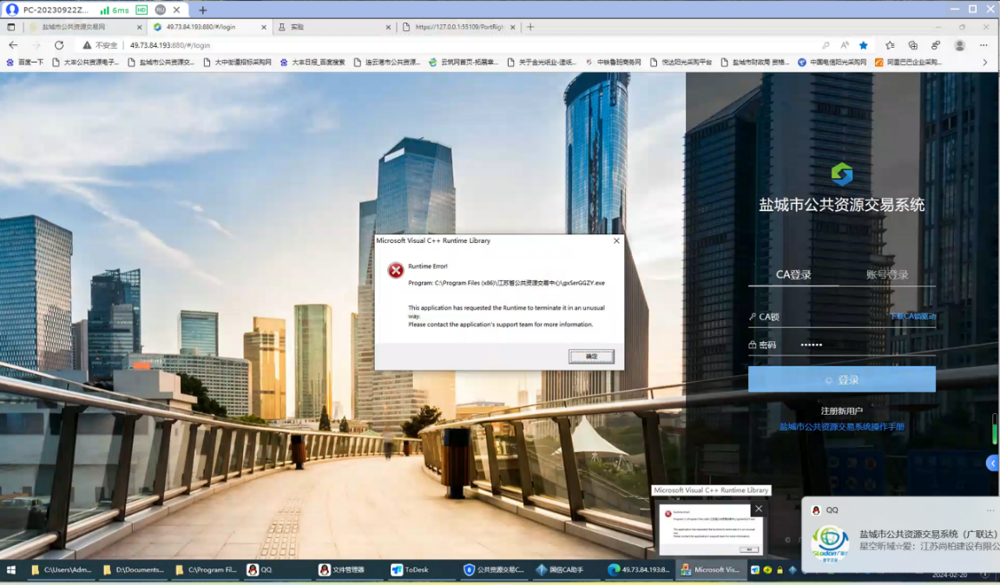 PC-20230922Z... 6ms HD RU
盐城市公共资源交易网
49.73.84.193:880/#/login
实验
https://127.0.0.1:55109/PortRigl
不安全 49.73.84.193:880/#/login
百度一下
大丰公共资源电子...
盐城市公共资源交...
大中街道招标采购网
大丰日报_百度搜索
连云港市公共资源...
云筑网首页-拓展章...
关于金光纸业-造纸...
中铁鲁班商务网
悦达阳光采购平台
盐城市财政局 资格...
中国电信阳光采购网
阿里巴巴企业采购...
盐城市公共资源交易系统
CA登录 账号登录
CA锁 下载CA锁驱动
密码 ••••••
登录
注册新用户
盐城市公共资源交易系统操作手册
Microsoft Visual C++ Runtime Library
Runtime Error!
Program: C:\Program Files (x86)\江苏省公共资源交易中心\gxSerGGZY.exe
This application has requested the Runtime to terminate it in an unusual
way.
Please contact the application's support team for more information.
确定
Microsoft Visual C++ Runtime Library
QQ
盐城市公共资源交易系统（广联达）
星空昕域☆爱：江苏尚柏建设有限公
C:\Users\Adm...
D:\Documents...
C:\Program Fil...
QQ
文件管理器
ToDesk
公共资源交易C...
国信CA助手
49.73.84.193:8...
Microsoft Vis...
2024-02-20